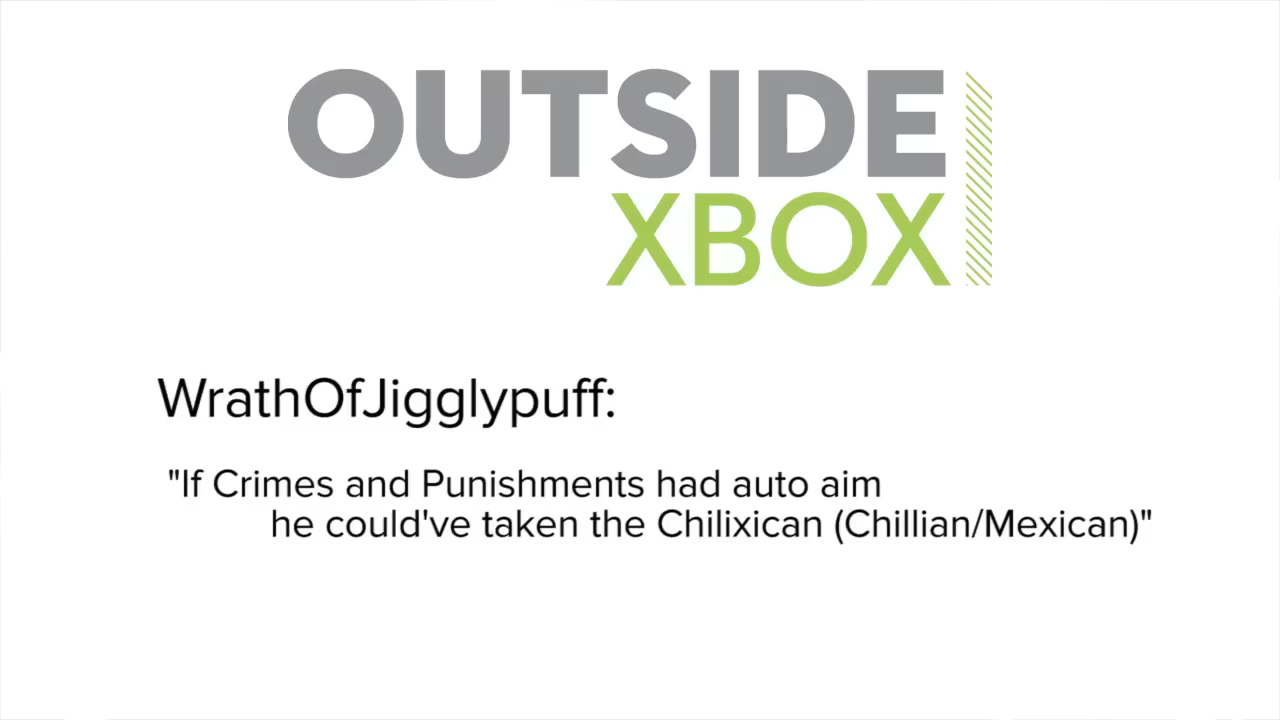 OUTSIDE
XBOX
WrathOfJigglypuff:
"If Crimes and Punishments had auto aim
he could've taken the Chilixican (Chillian/Mexican)"